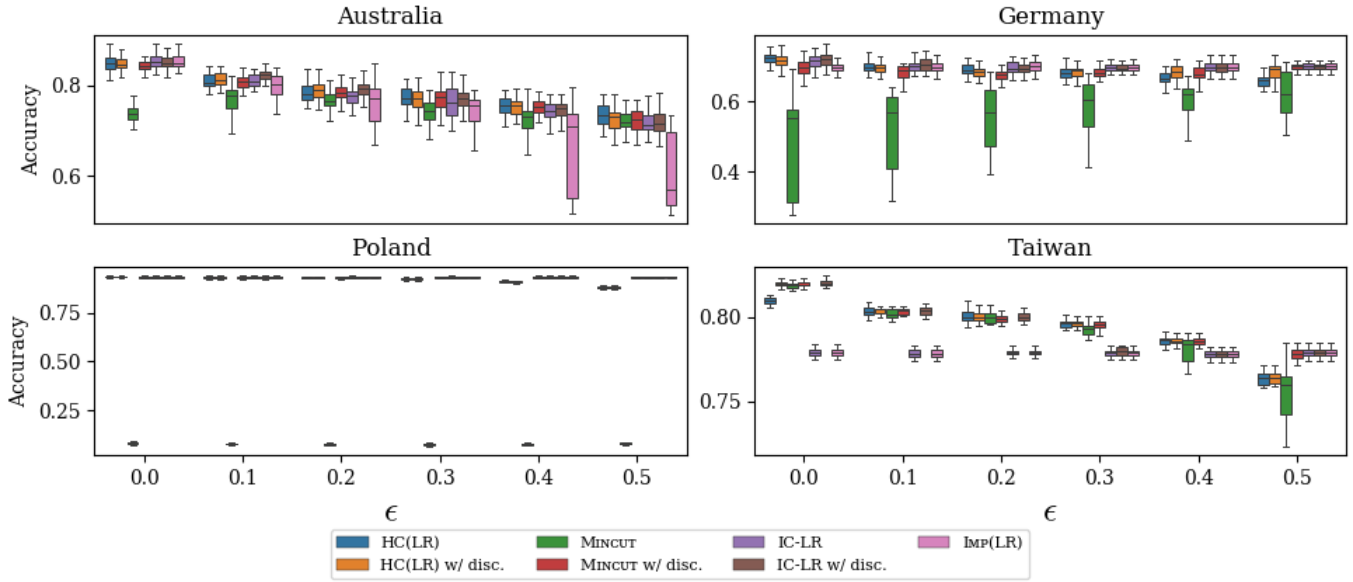 Australia
Germany
Accuracy
0.8
0.6
0.6
0.4
Poland
Taiwan
Accuracy
0.75
0.50
0.25
0.80
0.75
0.0 0.1 0.2 0.3 0.4 0.5
0.0 0.1 0.2 0.3 0.4 0.5
ϵ
ϵ
HC(LR) MINCUT IC-LR IMP(LR)
HC(LR) w/ disc. MINCUT w/ disc. IC-LR w/ disc.